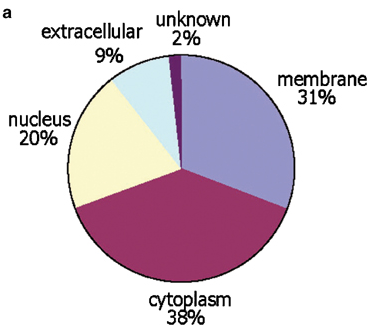 a
unknown
2%
extracellular
9%
membrane
31%
nucleus
20%
cytoplasm
38%